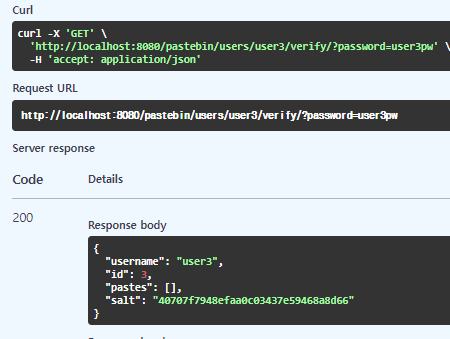 Curl
curl -X 'GET' \
'http://localhost:8080/pastebin/users/user3/verify/?password=user3pw' \
-H 'accept: application/json'
Request URL
http://localhost:8080/pastebin/users/user3/verify/?password=user3pw
Server response
Code Details
200
Response body
{
"username": "user3",
"id": 3,
"pastes": [],
"salt": "40707f7948efaa0c03437e59468a8d66"
}